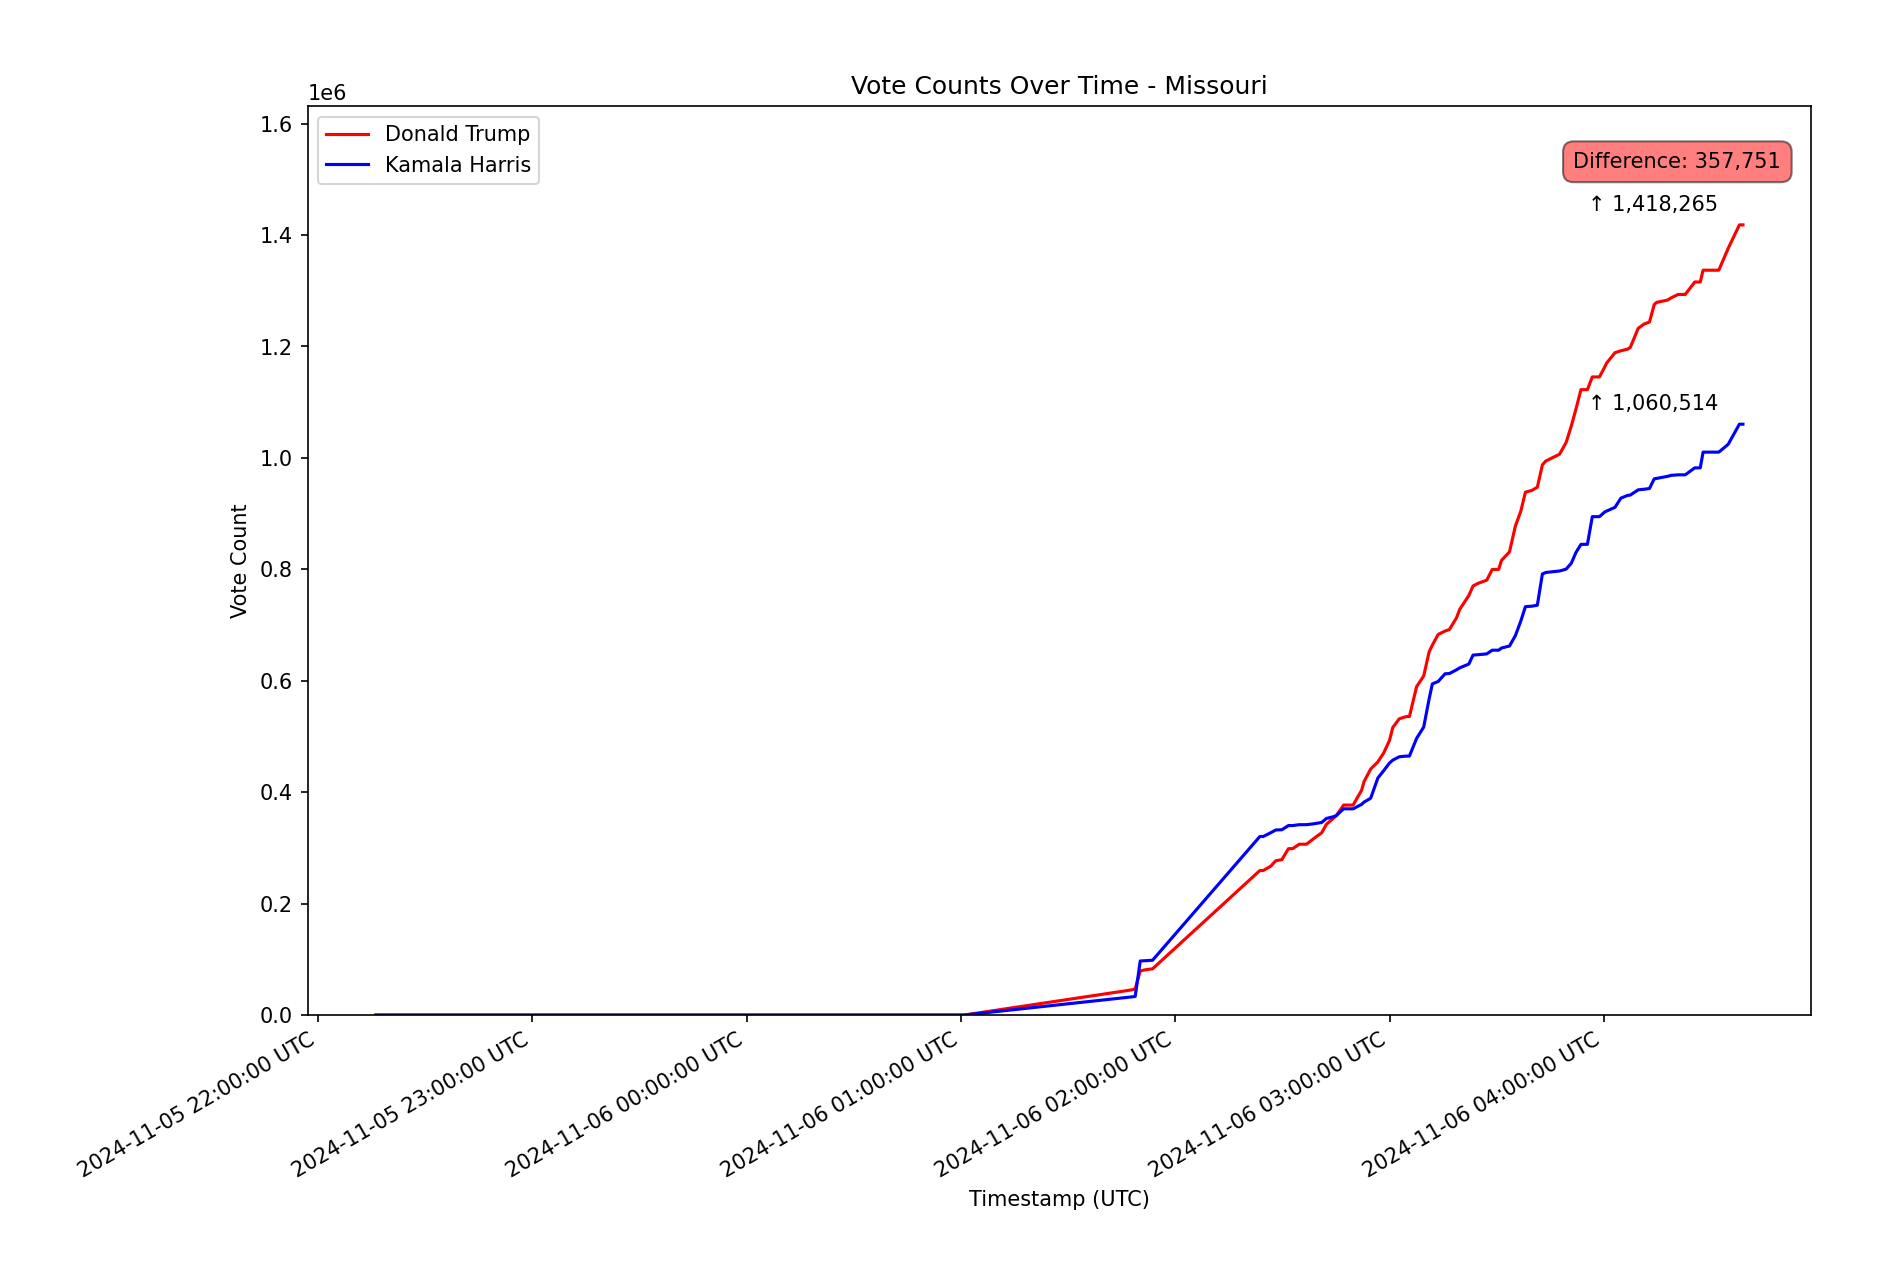 Vote Counts Over Time - Missouri
1e6
Donald Trump
Kamala Harris
Difference: 357,751
↑ 1,418,265
↑ 1,060,514
1.6
1.4
1.2
1.0
0.8
0.6
0.4
0.2
0.0
Vote Count
2024-11-05 22:00:00 UTC
2024-11-05 23:00:00 UTC
2024-11-06 00:00:00 UTC
2024-11-06 01:00:00 UTC
2024-11-06 02:00:00 UTC
2024-11-06 03:00:00 UTC
2024-11-06 04:00:00 UTC
Timestamp (UTC)